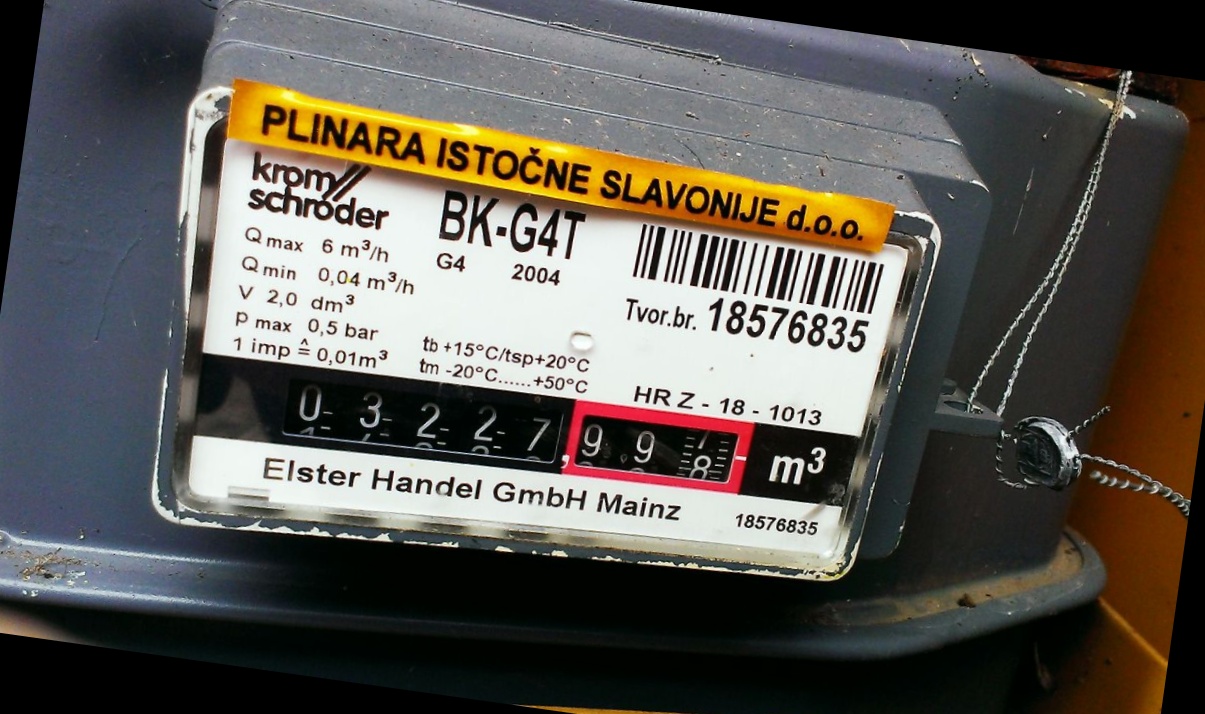 PLINARA ISTOČNE SLAVONIJE d.o.o.
krom//
schröder
BK-G4T
G4 2004
Qmax 6 m³/h
Qmin 0,04 m³/h
V 2,0 dm³
p max 0,5 bar
1 imp ≙ 0,01m³
tb +15°C/tsp+20°C
tm -20°C......+50°C
Tvor.br. 18576835
HR Z - 18 - 1013
0 3 2 2 7 , 9 9 m³
Elster Handel GmbH Mainz
18576835